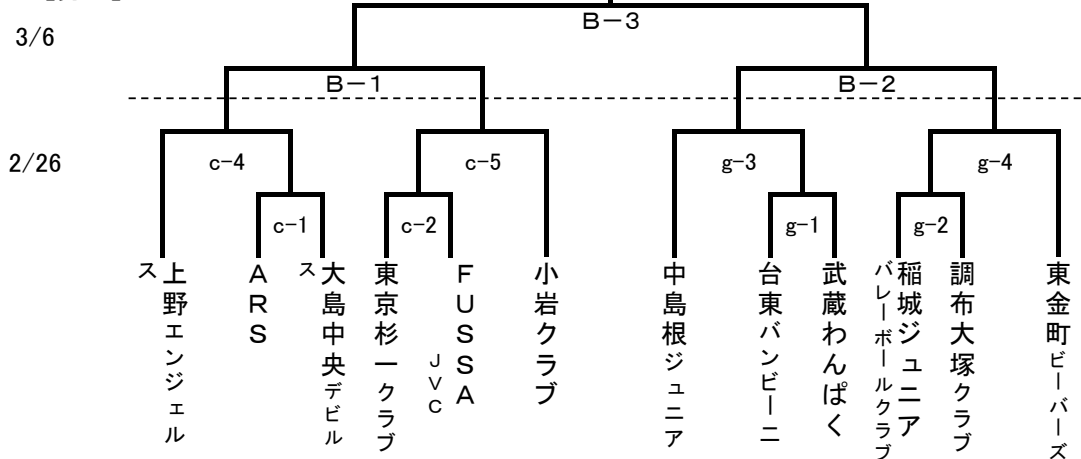 B-3
3/6
B-1
B-2
2/26
c-4
c-5
g-3
g-4
c-1
c-2
g-1
g-2
上野エンジェルス
ARS
大島中央デビルス
東京杉一クラブ
FUSSA
JVC
小岩クラブ
中島根ジュニア
台東バンビーニ
武蔵わんぱく
稲城ジュニア
バレーボールクラブ
調布大塚クラブ
東金町ビーバーズ